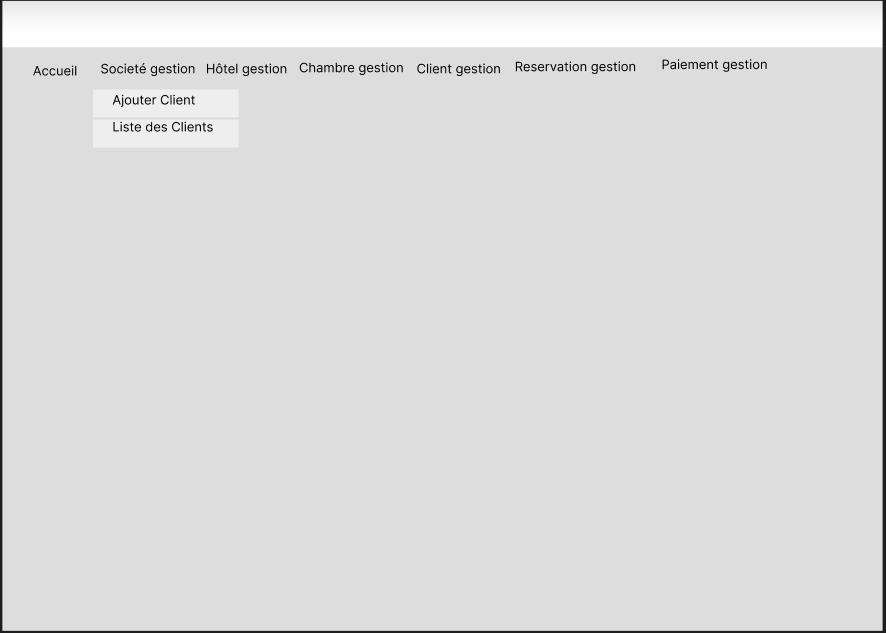 Accueil Societé gestion Hôtel gestion Chambre gestion Client gestion Reservation gestion Paiement gestion
Ajouter Client
Liste des Clients